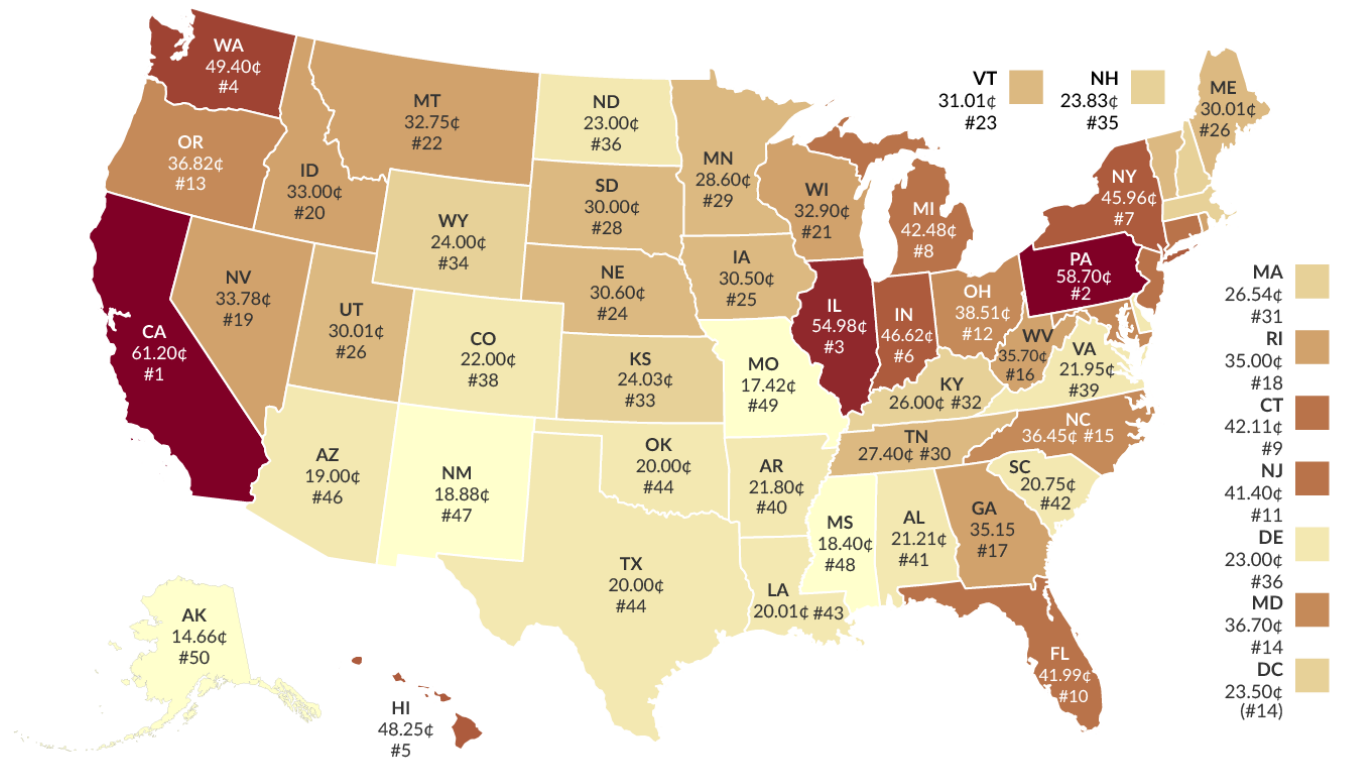 WA
49.40¢
#4
MT
32.75¢
#22
ND
23.00¢
#36
VT
31.01¢
#23
NH
23.83¢
#35
ME
30.01¢
#26
OR
36.82¢
#13
ID
33.00¢
#20
MN
28.60¢
#29
WI
32.90¢
#21
NY
45.96¢
#7
SD
30.00¢
#28
WY
24.00¢
#34
MI
42.48¢
#8
NV
33.78¢
#19
UT
30.01¢
#26
NE
30.60¢
#24
IA
30.50¢
#25
PA
58.70¢
#2
CA
61.20¢
#1
CO
22.00¢
#38
KS
24.03¢
#33
MO
17.42¢
#49
IL
54.98¢
#3
IN
46.62¢
#6
OH
38.51¢
#12
WV
35.70¢
#16
VA
21.95¢
#39
KY
26.00¢ #32
MA
26.54¢
#31
RI
35.00¢
#18
CT
42.11¢
#9
NJ
41.40¢
#11
DE
23.00¢
#36
MD
36.70¢
#14
DC
23.50¢
(#14)
AZ
19.00¢
#46
NM
18.88¢
#47
OK
20.00¢
#44
AR
21.80¢
#40
TN
27.40¢ #30
NC
36.45¢ #15
SC
20.75¢
#42
MS
18.40¢
#48
AL
21.21¢
#41
GA
35.15
#17
TX
20.00¢
#44
LA
20.01¢ #43
FL
41.99¢
#10
AK
14.66¢
#50
HI
48.25¢
#5